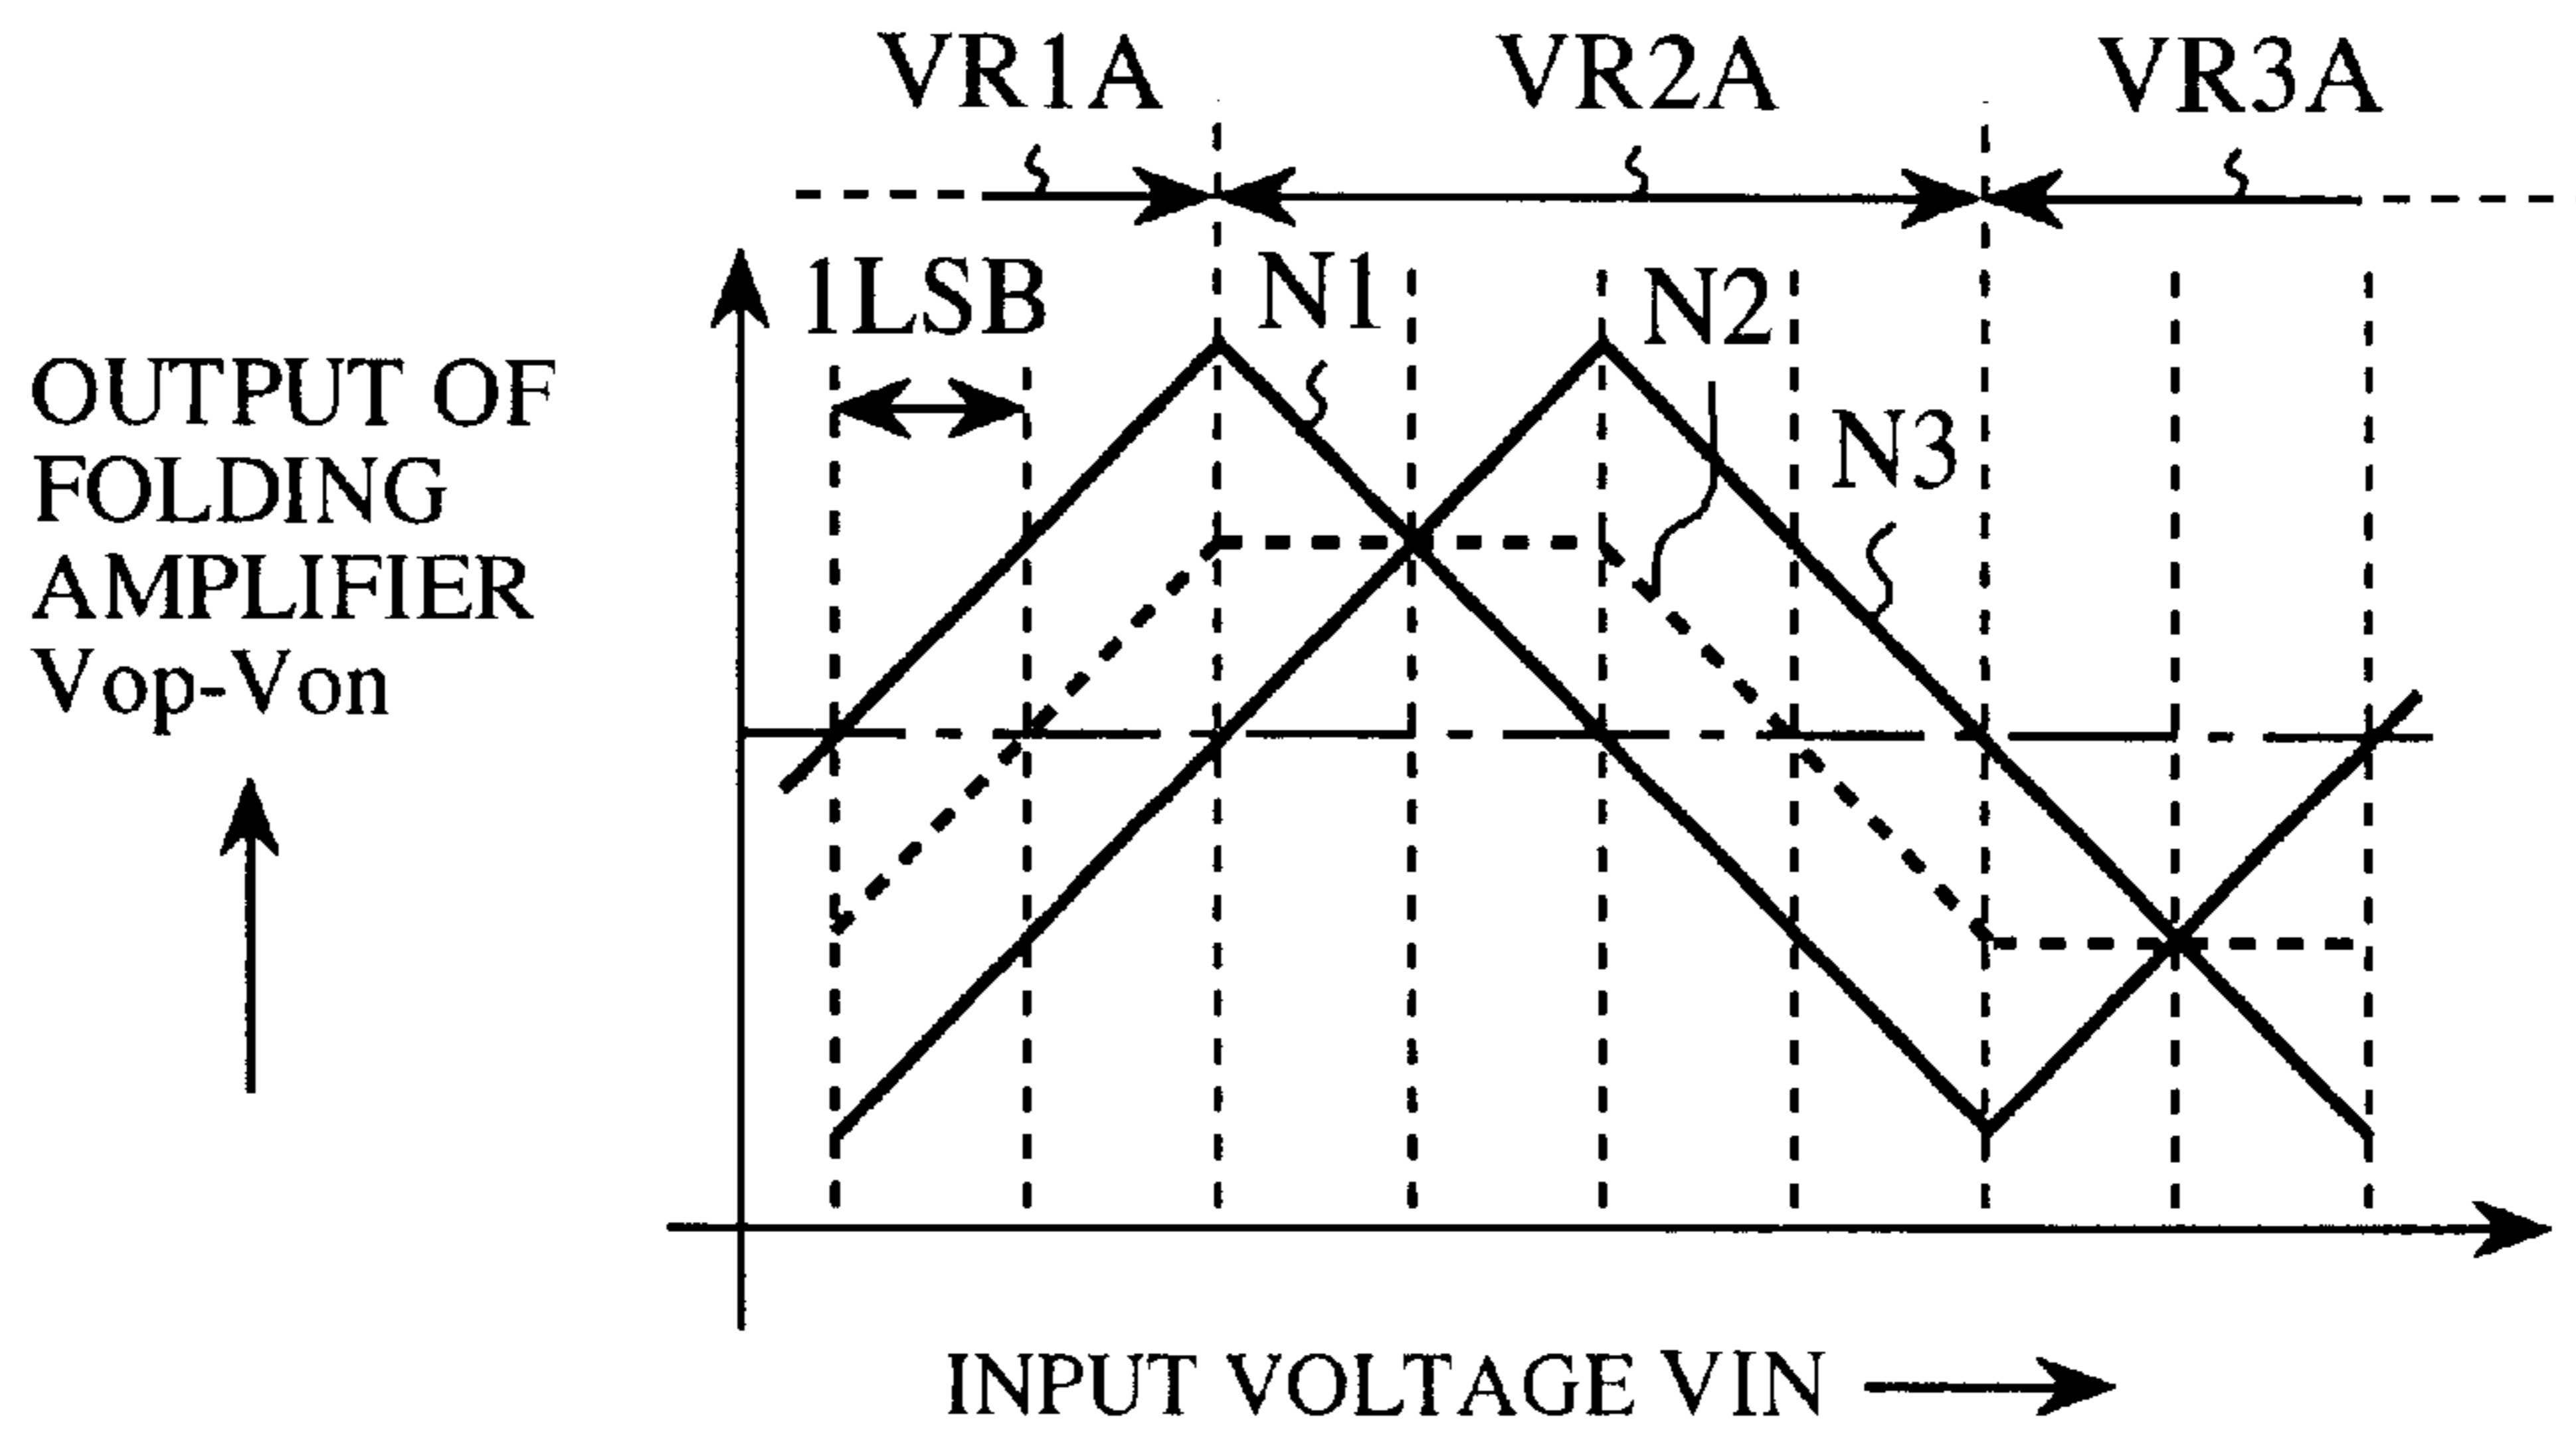 VR1A VR2A VR3A
1LSB N1 N2
N3
OUTPUT OF
FOLDING
AMPLIFIER
Vop-Von
INPUT VOLTAGE VIN